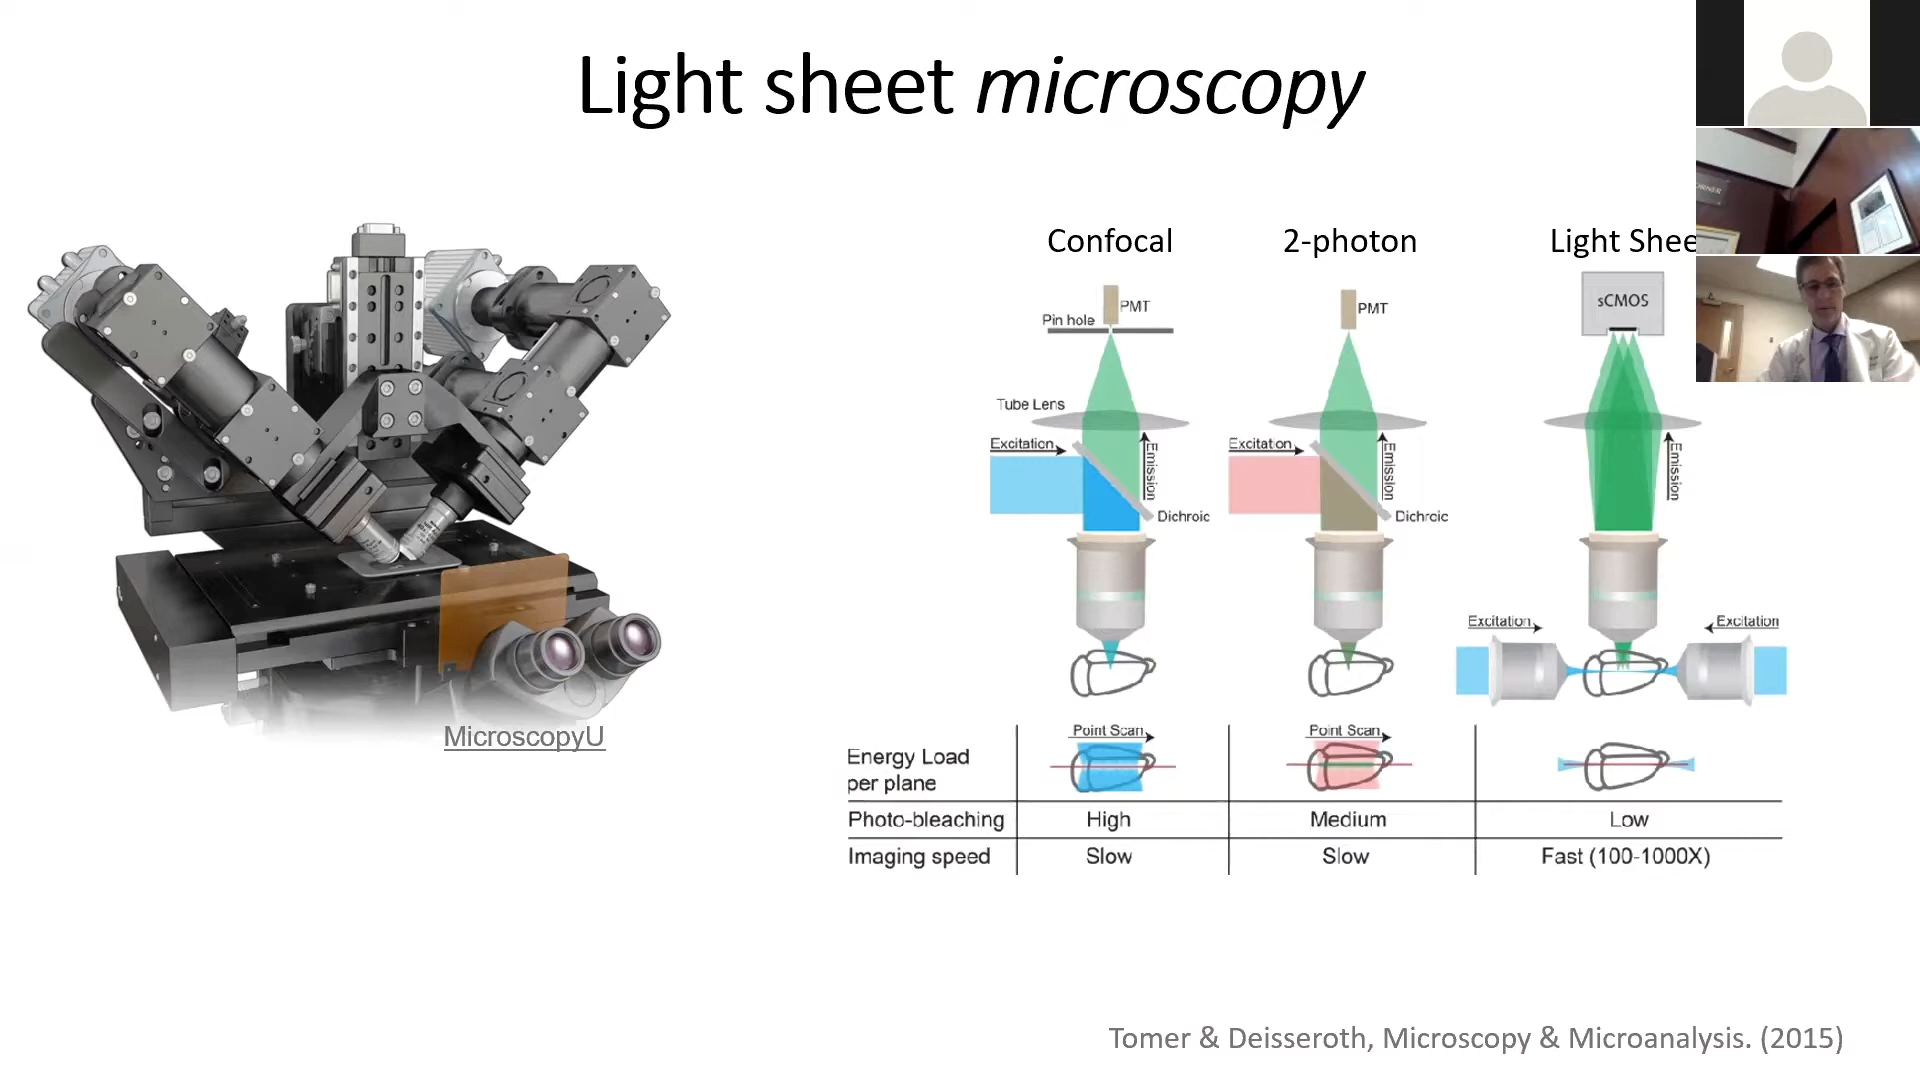 Light sheet microscopy
Confocal
2-photon
Light Shee
PMT
Pin hole
PMT
sCMOS
Tube Lens
Excitation
Emission
Dichroic
Excitation
Emission
Dichroic
Emission
Excitation
Excitation
MicroscopyU
Point Scan
Point Scan
Energy Load
per plane
Photo-bleaching High Medium Low
Imaging speed Slow Slow Fast (100-1000X)
Tomer & Deisseroth, Microscopy & Microanalysis. (2015)